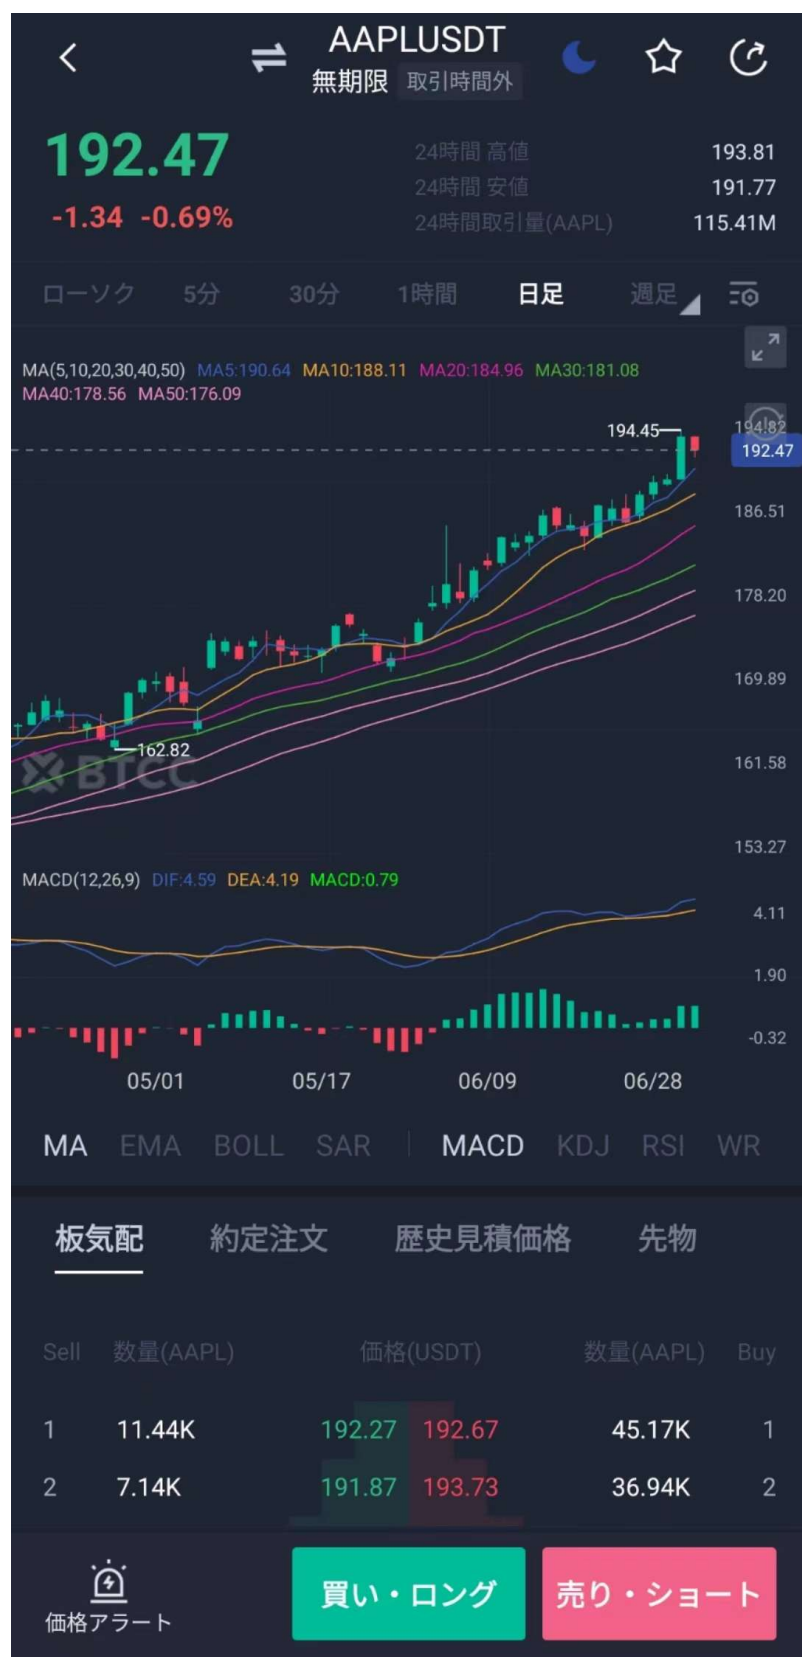 AAPLUSDT
無期限 取引時間外
192.47
-1.34 -0.69%
24時間 高値 193.81
24時間 安値 191.77
24時間取引量(AAPL) 115.41M
ローソク 5分 30分 1時間 日足 週足
MA(5,10,20,30,40,50) MA5:190.64 MA10:188.11 MA20:184.96 MA30:181.08
MA40:178.56 MA50:176.09
194.45
194.82
192.47
186.51
178.20
169.89
162.82
BTCC
161.58
153.27
MACD(12,26,9) DIF:4.59 DEA:4.19 MACD:0.79
4.11
1.90
-0.32
05/01 05/17 06/09 06/28
MA EMA BOLL SAR MACD KDJ RSI WR
板気配 約定注文 歴史見積価格 先物
Sell 数量(AAPL) 価格(USDT) 数量(AAPL) Buy
1 11.44K 192.27 192.67 45.17K 1
2 7.14K 191.87 193.73 36.94K 2
価格アラート
買い・ロング
売り・ショート